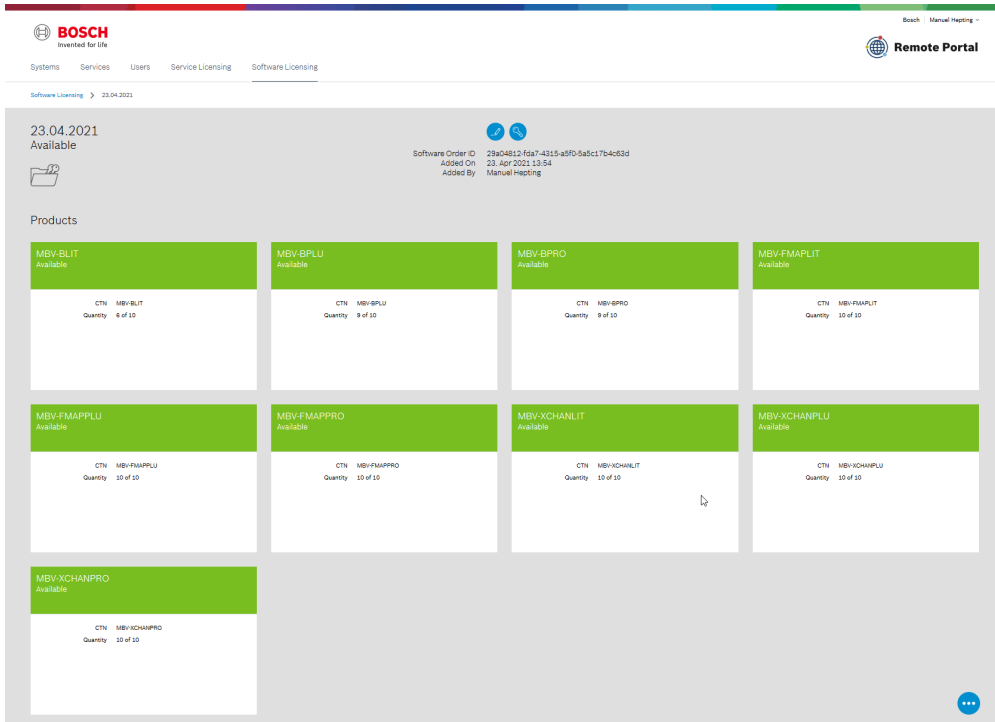 Bosch Manuel Hepting
BOSCH
Invented for life
Remote Portal
Systems Services Users Service Licensing Software Licensing
Software Licensing > 23.04.2021
23.04.2021
Available
Software Order ID 29a04812-fda7-4315-a5f0-5a5c17b4c63d
Added On 23. Apr 2021 13:54
Added By Manuel Hepting
Products
MBV-BLIT
Available
CTN MBV-BLIT
Quantity 6 of 10
MBV-BPLU
Available
CTN MBV-BPLU
Quantity 9 of 10
MBV-BPRO
Available
CTN MBV-BPRO
Quantity 9 of 10
MBV-FMAPLIT
Available
CTN MBV-FMAPLIT
Quantity 10 of 10
MBV-FMAPPLU
Available
CTN MBV-FMAPPLU
Quantity 10 of 10
MBV-FMAPPRO
Available
CTN MBV-FMAPPRO
Quantity 10 of 10
MBV-XCHANLIT
Available
CTN MBV-XCHANLIT
Quantity 10 of 10
MBV-XCHANPLU
Available
CTN MBV-XCHANPLU
Quantity 10 of 10
MBV-XCHANPRO
Available
CTN MBV-XCHANPRO
Quantity 10 of 10